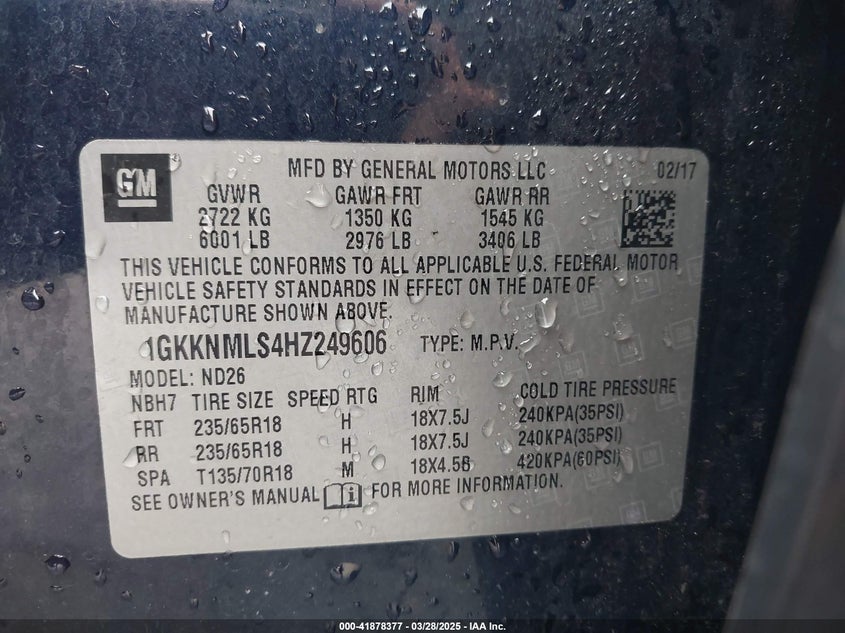 GM
MFD BY GENERAL MOTORS LLC 02/17
GVWR GAWR FRT GAWR RR
2722 KG 1350 KG 1545 KG
6001 LB 2976 LB 3406 LB
THIS VEHICLE CONFORMS TO ALL APPLICABLE U.S. FEDERAL MOTOR
VEHICLE SAFETY STANDARDS IN EFFECT ON THE DATE OF
MANUFACTURE SHOWN ABOVE.
1GKKNMLS4HZ249606 TYPE: M.P.V.
MODEL: ND26
NBH7 TIRE SIZE SPEED RTG RIM COLD TIRE PRESSURE
FRT 235/65R18 H 18X7.5J 240KPA(35PSI)
RR 235/65R18 H 18X7.5J 240KPA(35PSI)
SPA T135/70R18 M 18X4.5B 420KPA(60PSI)
SEE OWNER'S MANUAL FOR MORE INFORMATION.
000-41878377 - 03/28/2025 - IAA Inc.